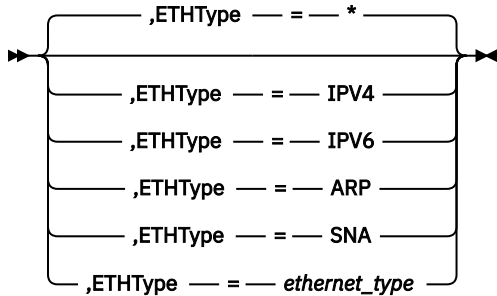 ,ETHType = *
,ETHType = IPV4
,ETHType = IPV6
,ETHType = ARP
,ETHType = SNA
,ETHType = ethernet_type